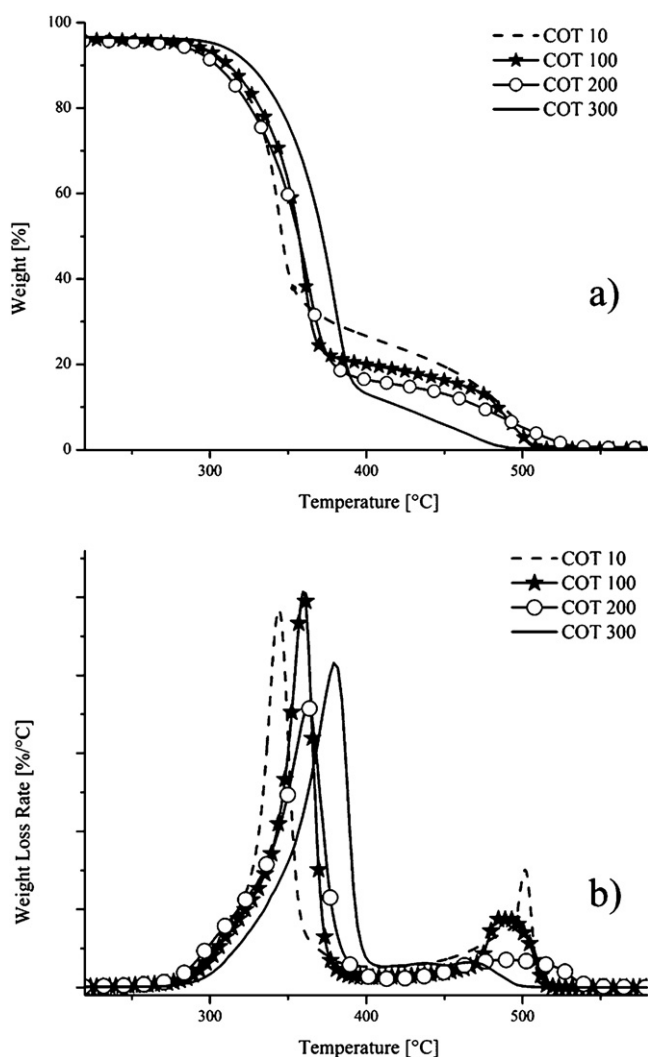 100
80
60
40
20
0
Weight [%]
COT 10
COT 100
COT 200
COT 300
a)
300
400
500
Temperature [°C]
Weight Loss Rate [%/°C]
COT 10
COT 100
COT 200
COT 300
b)
300
400
500
Temperature [°C]